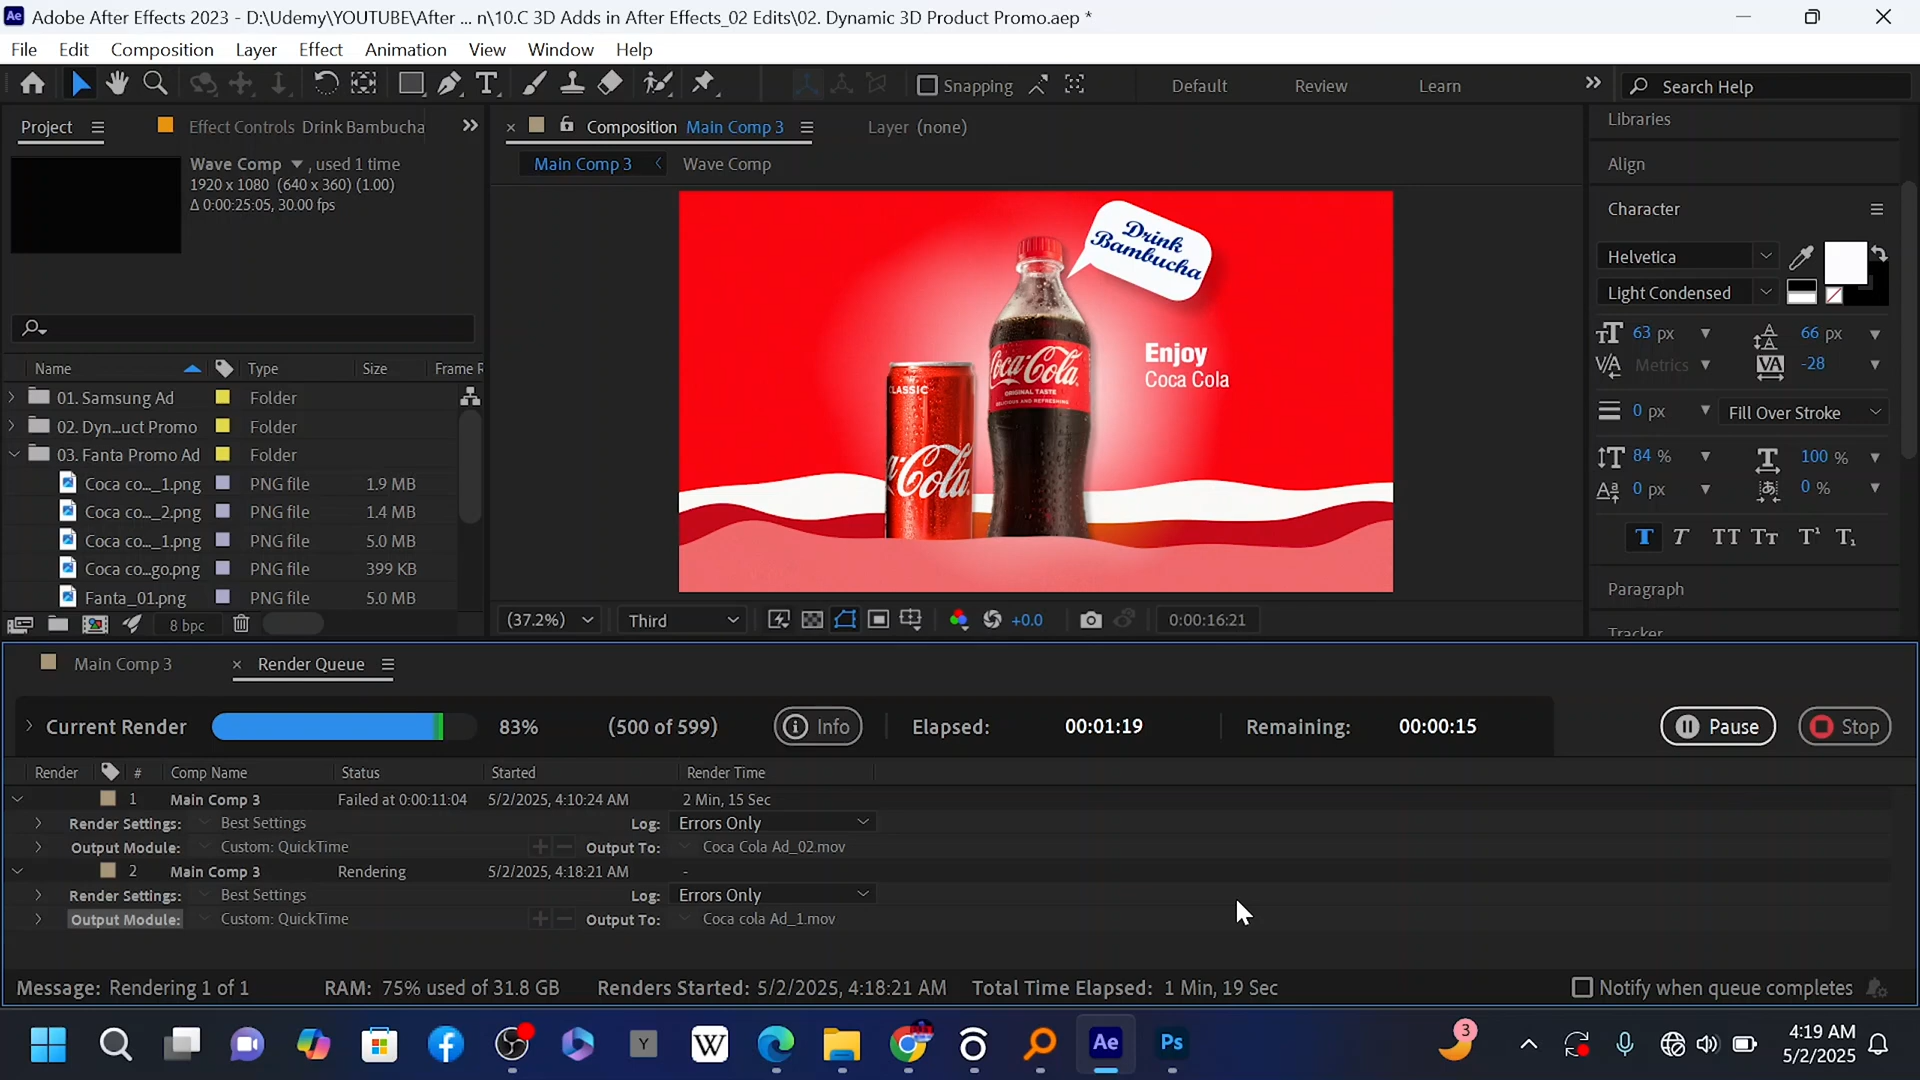 Adobe After Effects 2023 - D:\Udemy\YOUTUBE\After ... n\10.C 3D Adds in After Effects_02 Edits\02. Dynamic 3D Product Promo.aep *
File Edit Composition Layer Effect Animation View Window Help
Snapping Default Review Learn Search Help
Project Effect Controls Drink Bambucha
Composition Main Comp 3 Layer (none)
Main Comp 3 Wave Comp
Wave Comp , used 1 time
1920 x 1080 (640 x 360) (1.00)
Δ 0:00:25:05, 30.00 fps
Name Type Size Frame R
01. Samsung Ad Folder
02. Dyn...uct Promo Folder
03. Fanta Promo Ad Folder
Coca co..._1.png PNG file 1.9 MB
Coca co..._2.png PNG file 1.4 MB
Coca co..._1.png PNG file 5.0 MB
Coca co...go.png PNG file 399 KB
Fanta_01.png PNG file 5.0 MB
8 bpc
Drink
Bambucha
Coca-Cola
ORIGINAL TASTE
DELICIOUS AND REFRESHING
Enjoy
Coca Cola
CLASSIC
a-Cola
(37.2%) Third +0.0 0:00:16:21
Libraries
Align
Character
Helvetica
Light Condensed
63 px 66 px
Metrics -28
0 px Fill Over Stroke
84 % 100 %
0 px 0 %
T T TT TT T¹ T₁
Paragraph
Tracker
Main Comp 3 Render Queue
Current Render 83% (500 of 599) Info Elapsed: 00:01:19 Remaining: 00:00:15 Pause Stop
Render # Comp Name Status Started Render Time
1 Main Comp 3 Failed at 0:00:11:04 5/2/2025, 4:10:24 AM 2 Min, 15 Sec
Render Settings: Best Settings Log: Errors Only
Output Module: Custom: QuickTime Output To: Coca Cola Ad_02.mov
2 Main Comp 3 Rendering 5/2/2025, 4:18:21 AM -
Render Settings: Best Settings Log: Errors Only
Output Module: Custom: QuickTime Output To: Coca cola Ad_1.mov
Message: Rendering 1 of 1 RAM: 75% used of 31.8 GB Renders Started: 5/2/2025, 4:18:21 AM Total Time Elapsed: 1 Min, 19 Sec Notify when queue completes
Y W Ae Ps 3
4:19 AM
5/2/2025